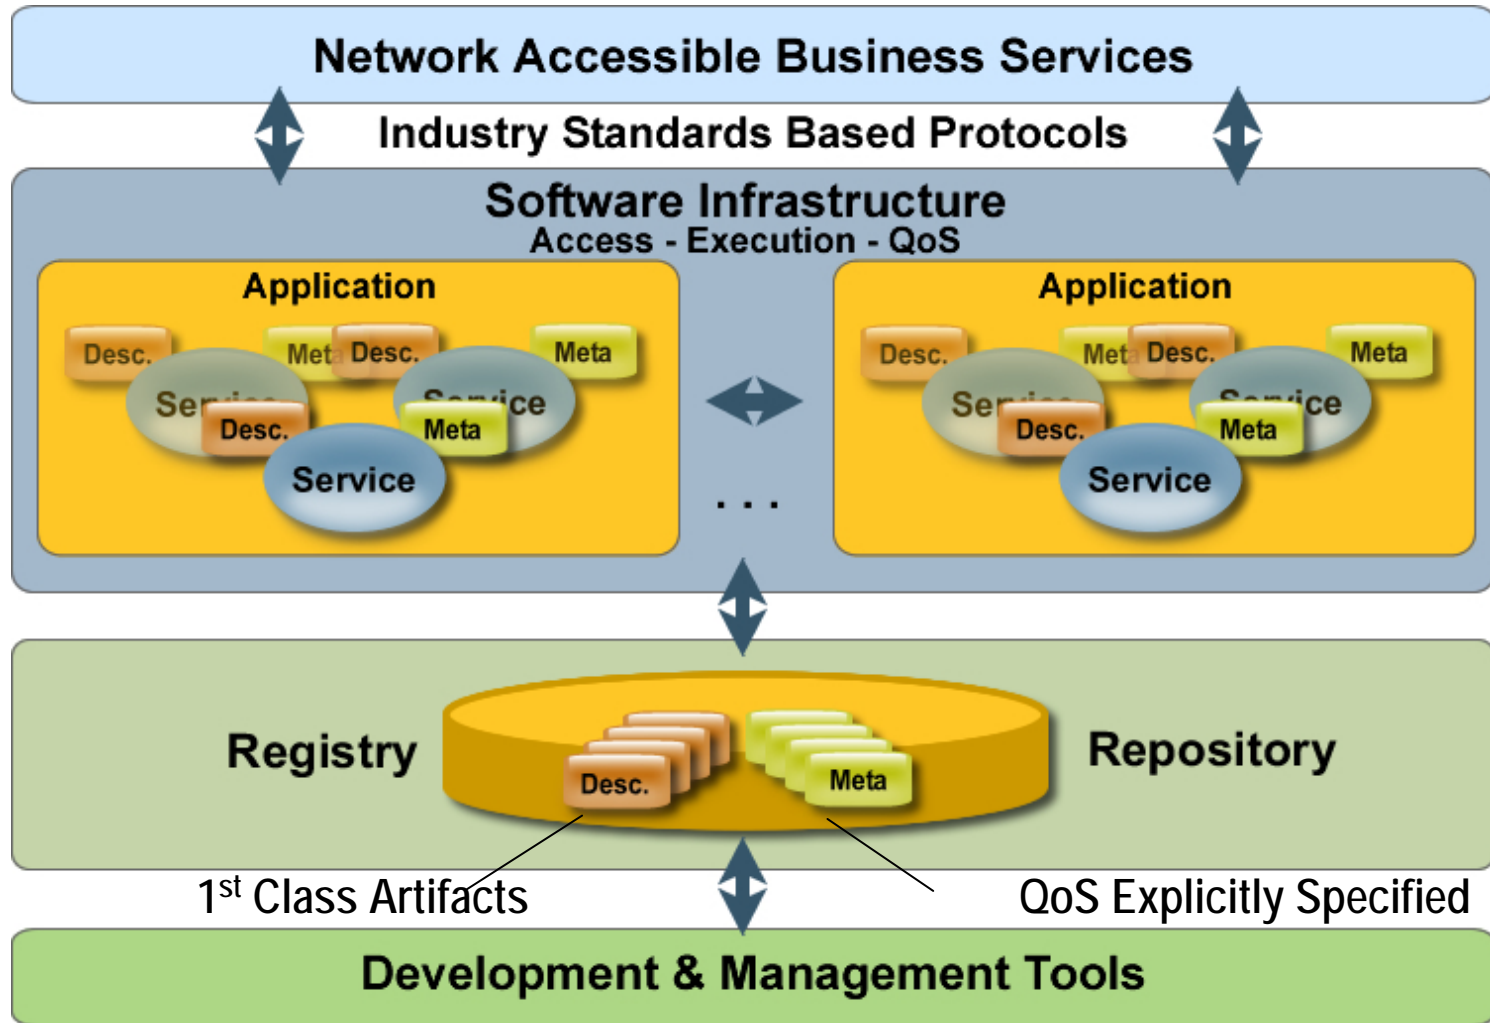 Network Accessible Business Services
Industry Standards Based Protocols
Software Infrastructure
Access - Execution - QoS
Application
Desc.
Meta
Desc.
Meta
Service
Service
Desc.
Meta
Service
. . .
Application
Desc.
Meta
Desc.
Meta
Service
Service
Desc.
Meta
Service
Registry
Desc.
Meta
Repository
1st Class Artifacts
QoS Explicitly Specified
Development & Management Tools